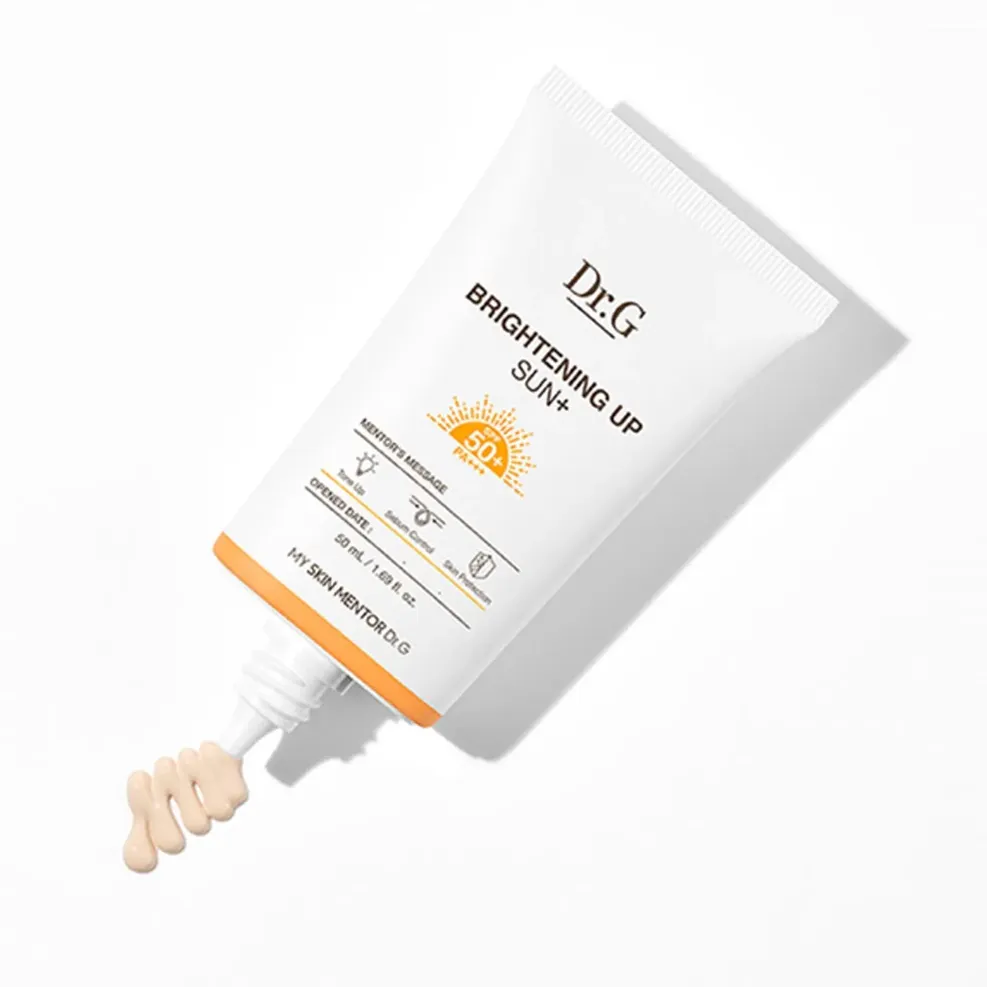 Dr.G
BRIGHTENING UP
SUN+
SPF
50+
PA+++
MENTOR'S MESSAGE
Tone Up
Sebum Control
Skin Protection
OPENED DATE :
50 mL / 1.69 fl. oz.
MY SKIN MENTOR Dr.G